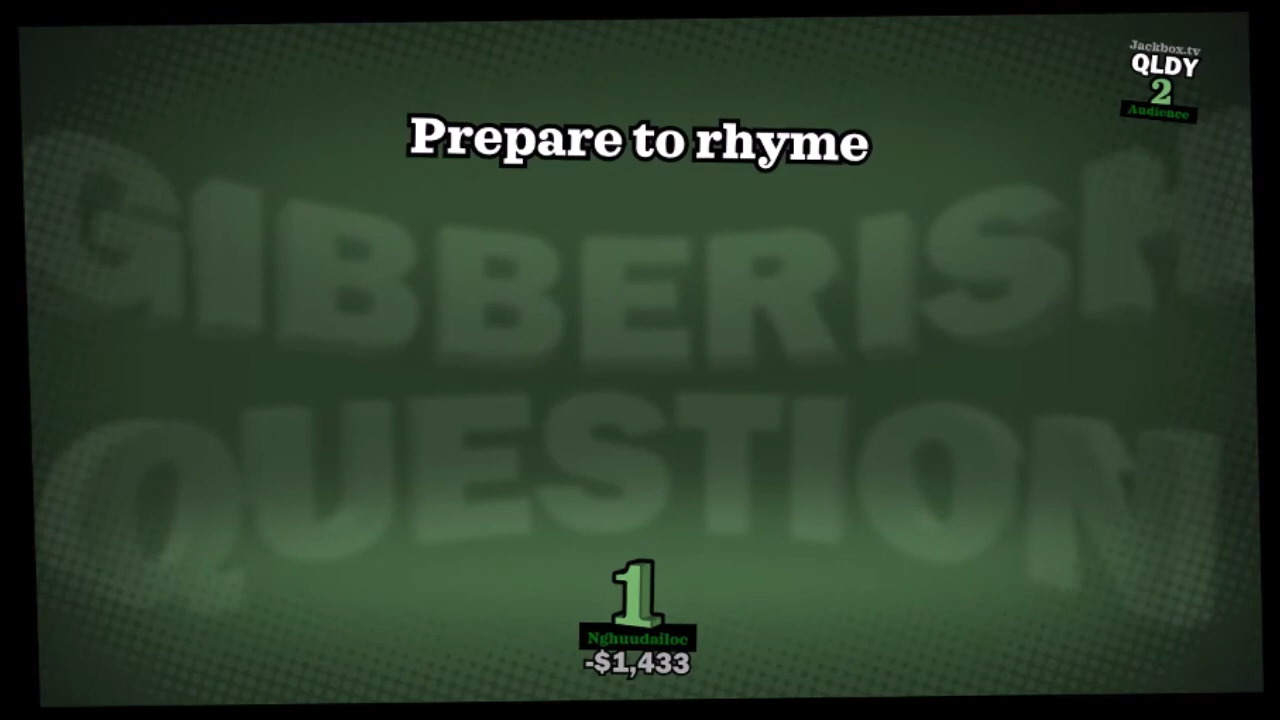 Jackbox.tv
QLDY
2
Audience
Prepare to rhyme
GIBBERISH
QUESTION
1
Nghuudailoc
-$1,433